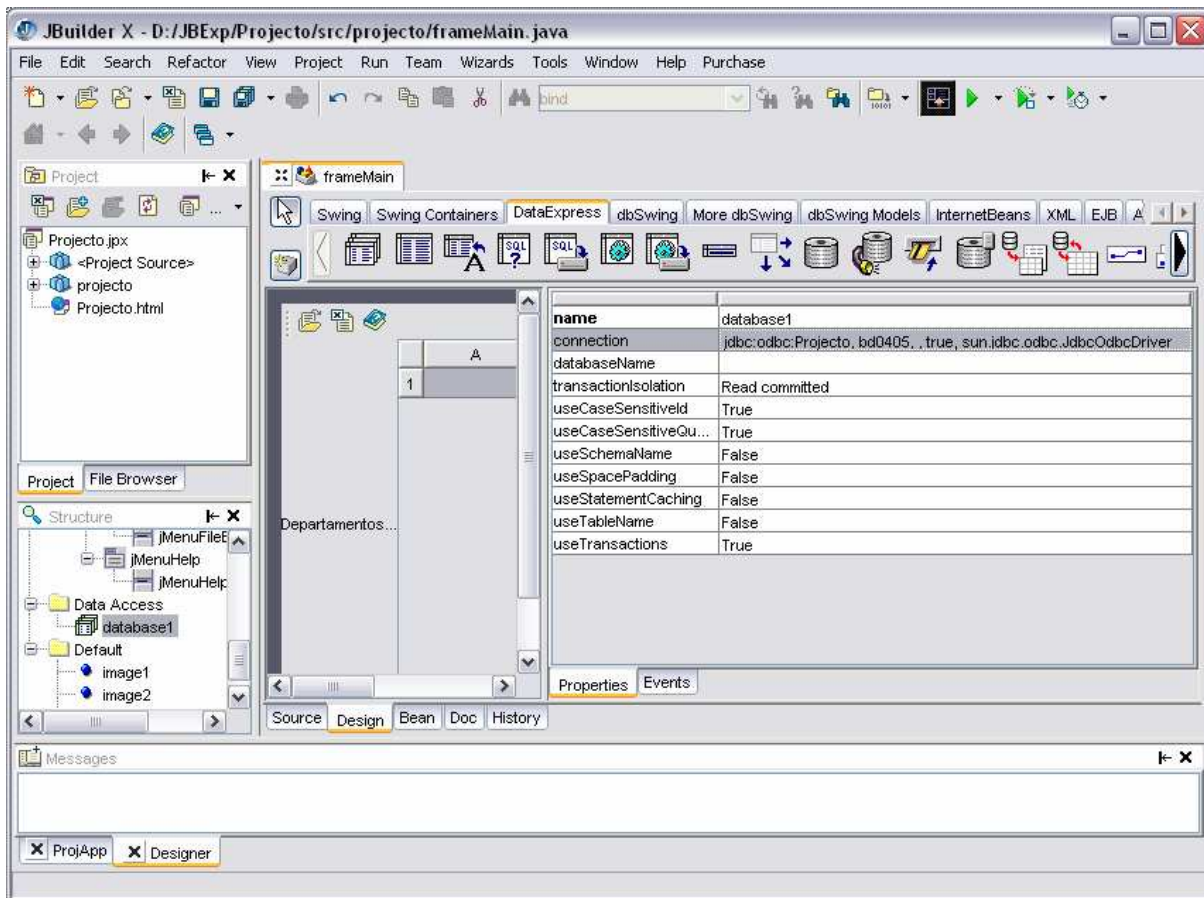 JBuilder X - D:/JBExp/Projecto/src/projecto/frameMain.java
File Edit Search Refactor View Project Run Team Wizards Tools Window Help Purchase
bind
Project
frameMain
Swing Swing Containers DataExpress dbSwing More dbSwing dbSwing Models InternetBeans XML EJB
SQL
SQL
Projecto.jpx
<Project Source>
projecto
Projecto.html
A
1
Departamentos...
name database1
connection jdbc:odbc:Projecto, bd0405, , true, sun.jdbc.odbc.JdbcOdbcDriver
databaseName
transactionIsolation Read committed
useCaseSensitiveId True
useCaseSensitiveQu... True
useSchemaName False
useSpacePadding False
useStatementCaching False
useTableName False
useTransactions True
Project File Browser
Structure
jMenuFileE
jMenuHelp
jMenuHelp
Data Access
database1
Default
image1
image2
Properties Events
Source Design Bean Doc History
Messages
ProjApp Designer